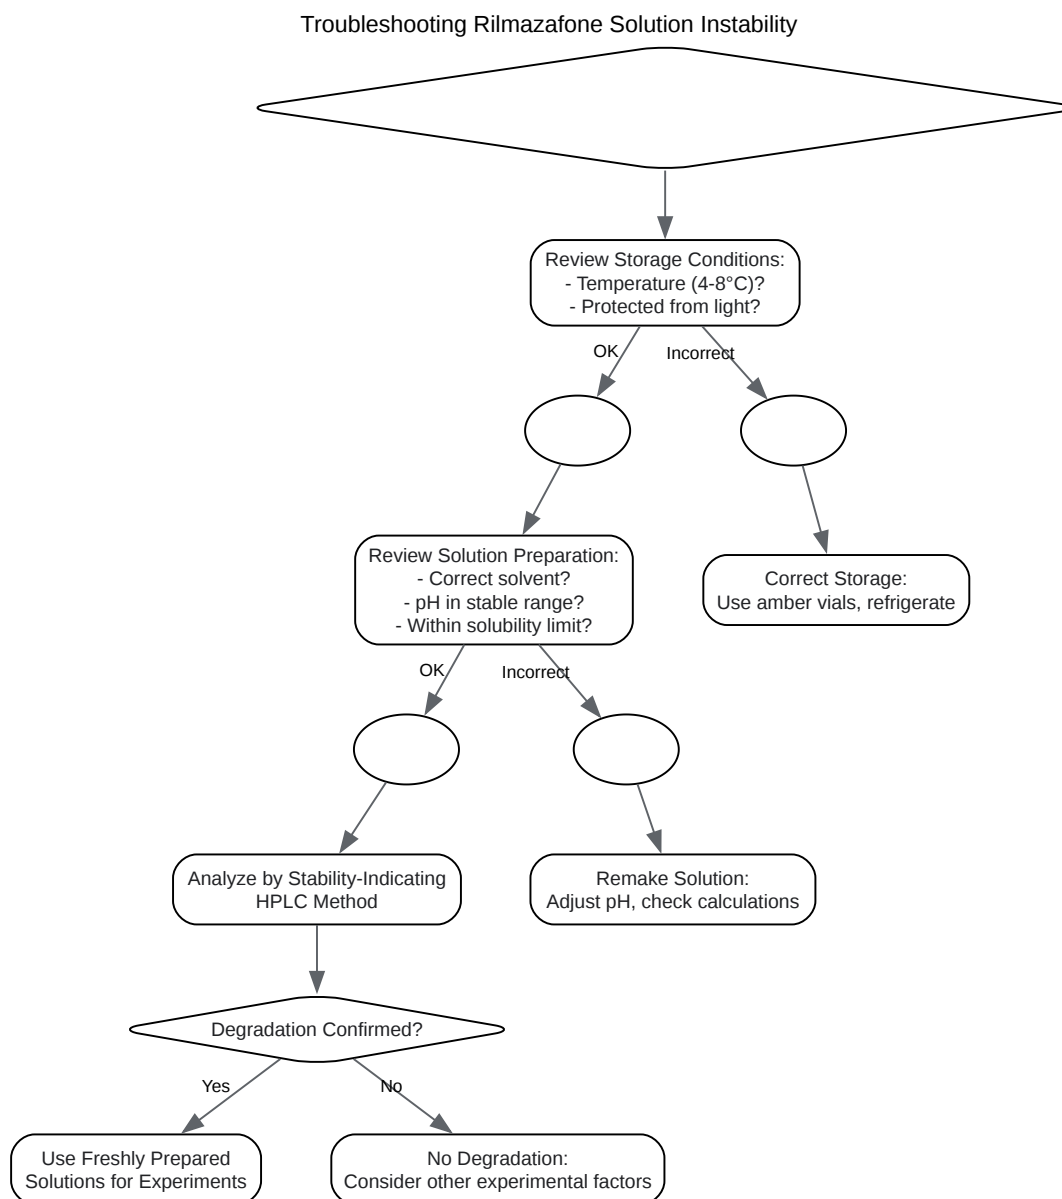 Troubleshooting Rilmazafone Solution Instability
Review Storage Conditions:
- Temperature (4-8°C)?
- Protected from light?
OK
Incorrect
Review Solution Preparation:
- Correct solvent?
- pH in stable range?
- Within solubility limit?
Correct Storage:
Use amber vials, refrigerate
OK
Incorrect
Analyze by Stability-Indicating
HPLC Method
Remake Solution:
Adjust pH, check calculations
Degradation Confirmed?
Yes
No
Use Freshly Prepared
Solutions for Experiments
No Degradation:
Consider other experimental factors